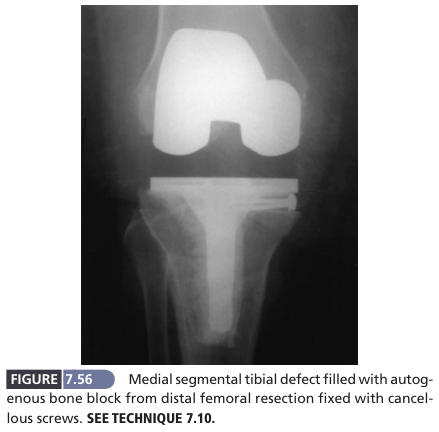 FIGURE 7.56 Medial segmental tibial defect filled with autog-
enous bone block from distal femoral resection fixed with cancel-
lous screws. SEE TECHNIQUE 7.10.